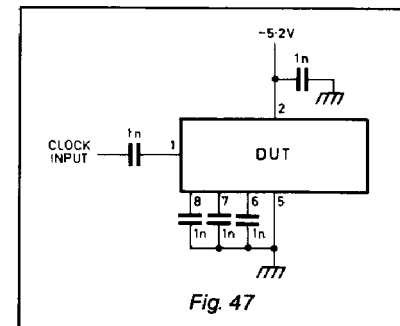 -5·2V
1n
2
1n
CLOCK
INPUT
1
DUT
8 7 6 5
1n 1n 1n
Fig. 47